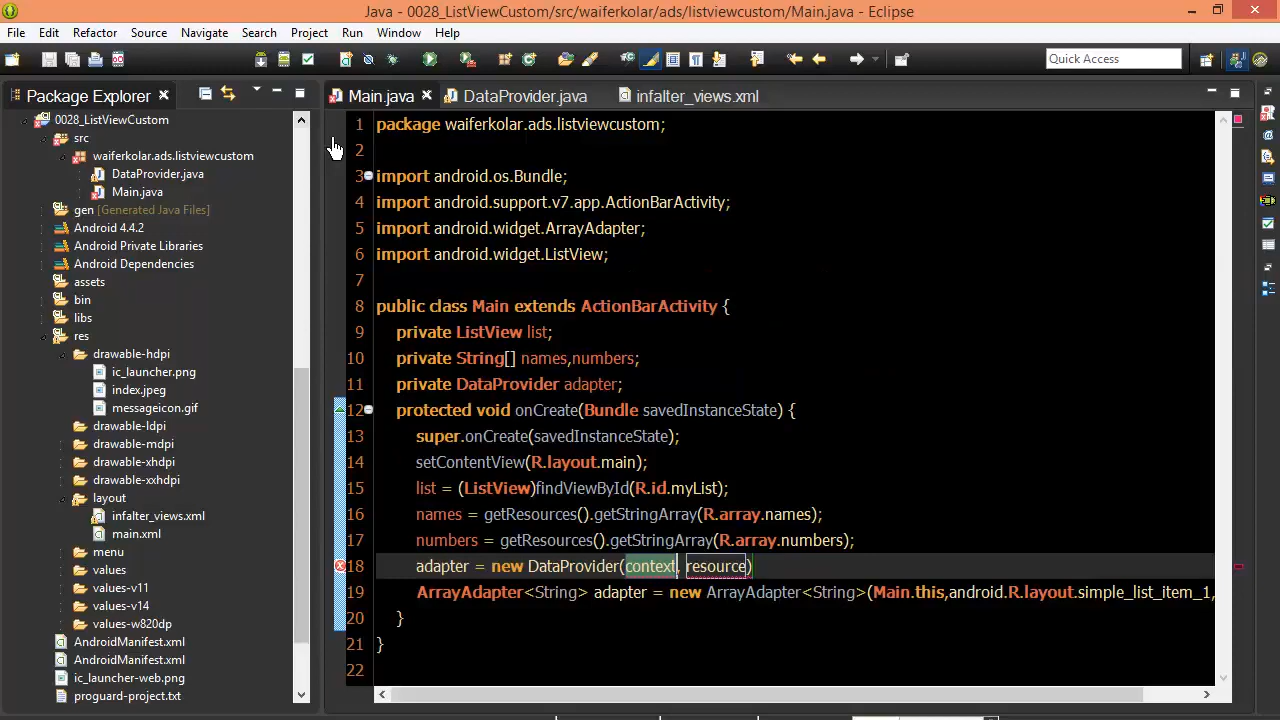 Java - 0028_ListViewCustom/src/waiferkolar/ads/listviewcustom/Main.java - Eclipse
File Edit Refactor Source Navigate Search Project Run Window Help
Quick Access
Package Explorer
Main.java
DataProvider.java
infalter_views.xml
0028_ListViewCustom
src
waiferkolar.ads.listviewcustom
DataProvider.java
Main.java
gen [Generated Java Files]
Android 4.4.2
Android Private Libraries
Android Dependencies
assets
bin
libs
res
drawable-hdpi
ic_launcher.png
index.jpeg
messageicon.gif
drawable-ldpi
drawable-mdpi
drawable-xhdpi
drawable-xxhdpi
layout
infalter_views.xml
main.xml
menu
values
values-v11
values-v14
values-w820dp
AndroidManifest.xml
AndroidManifest.xml
ic_launcher-web.png
proguard-project.txt
1 package waiferkolar.ads.listviewcustom;
2
3 import android.os.Bundle;
4 import android.support.v7.app.ActionBarActivity;
5 import android.widget.ArrayAdapter;
6 import android.widget.ListView;
7
8 public class Main extends ActionBarActivity {
9 private ListView list;
10 private String[] names,numbers;
11 private DataProvider adapter;
12 protected void onCreate(Bundle savedInstanceState) {
13 super.onCreate(savedInstanceState);
14 setContentView(R.layout.main);
15 list = (ListView)findViewById(R.id.myList);
16 names = getResources().getStringArray(R.array.names);
17 numbers = getResources().getStringArray(R.array.numbers);
18 adapter = new DataProvider(context, resource)
19 ArrayAdapter<String> adapter = new ArrayAdapter<String>(Main.this,android.R.layout.simple_list_item_1,
20 }
21 }
22